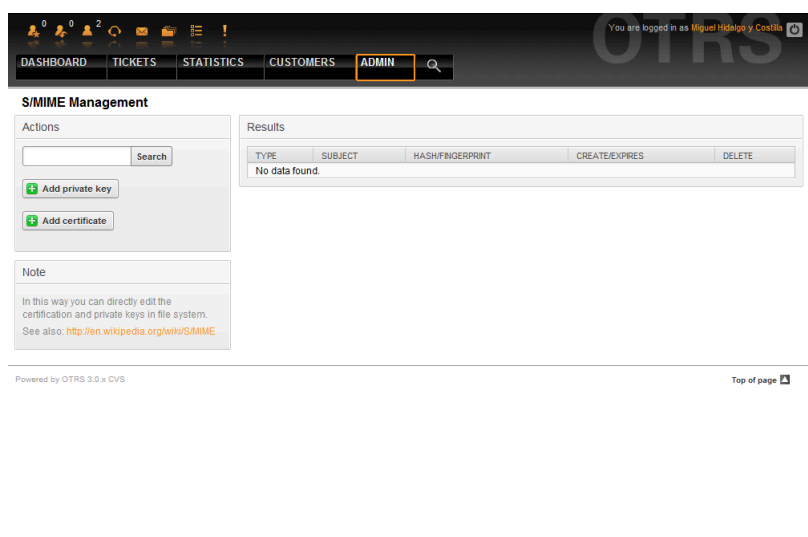 0 0 2
You are logged in as Miguel Hidalgo y Costilla
OTRS
DASHBOARD TICKETS STATISTICS CUSTOMERS ADMIN
S/MIME Management
Actions
Search
Add private key
Add certificate
Note
In this way you can directly edit the
certification and private keys in file system.
See also: http://en.wikipedia.org/wiki/S/MIME
Results
TYPE SUBJECT HASH/FINGERPRINT CREATE/EXPIRES DELETE
No data found.
Powered by OTRS 3.0.x CVS
Top of page